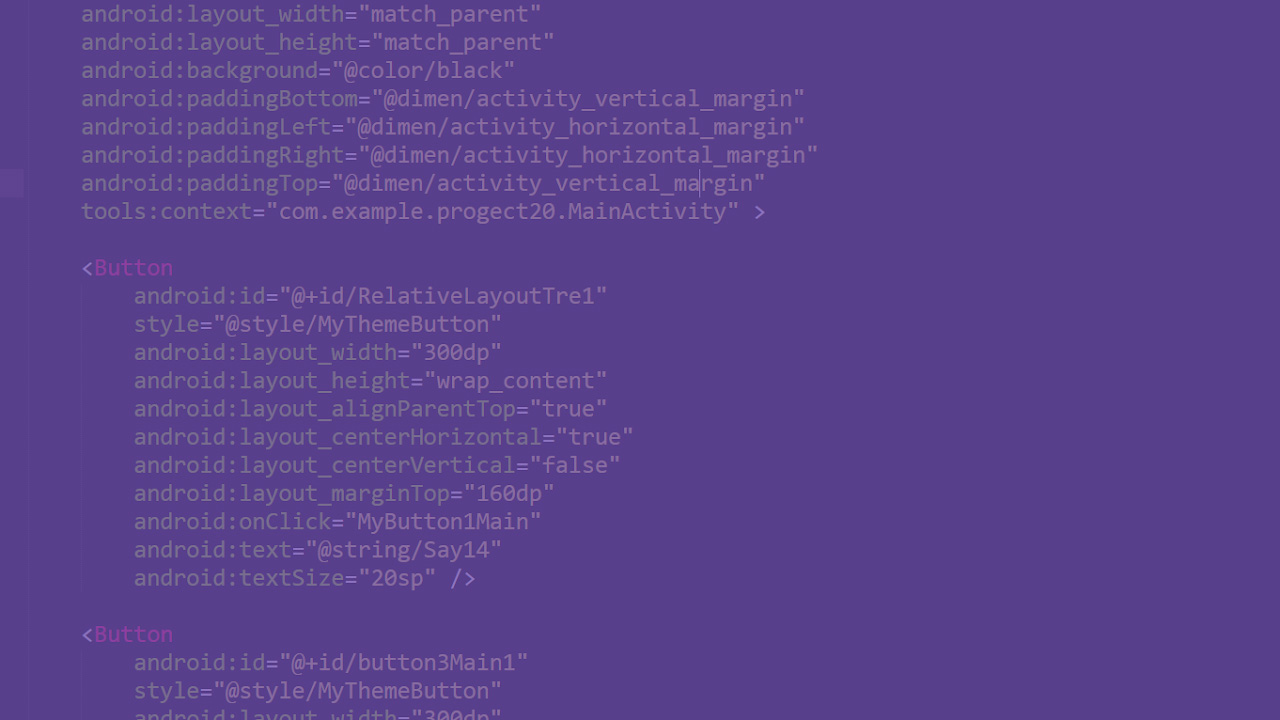 android:layout_width="match_parent"
android:layout_height="match_parent"
android:background="@color/black"
android:paddingBottom="@dimen/activity_vertical_margin"
android:paddingLeft="@dimen/activity_horizontal_margin"
android:paddingRight="@dimen/activity_horizontal_margin"
android:paddingTop="@dimen/activity_vertical_margin"
tools:context="com.example.progect20.MainActivity" >
<Button
android:id="@+id/RelativeLayoutTre1"
style="@style/MyThemeButton"
android:layout_width="300dp"
android:layout_height="wrap_content"
android:layout_alignParentTop="true"
android:layout_centerHorizontal="true"
android:layout_centerVertical="false"
android:layout_marginTop="160dp"
android:onClick="MyButton1Main"
android:text="@string/Say14"
android:textSize="20sp" />
<Button
android:id="@+id/button3Main1"
style="@style/MyThemeButton"
android:layout_width="300dp"